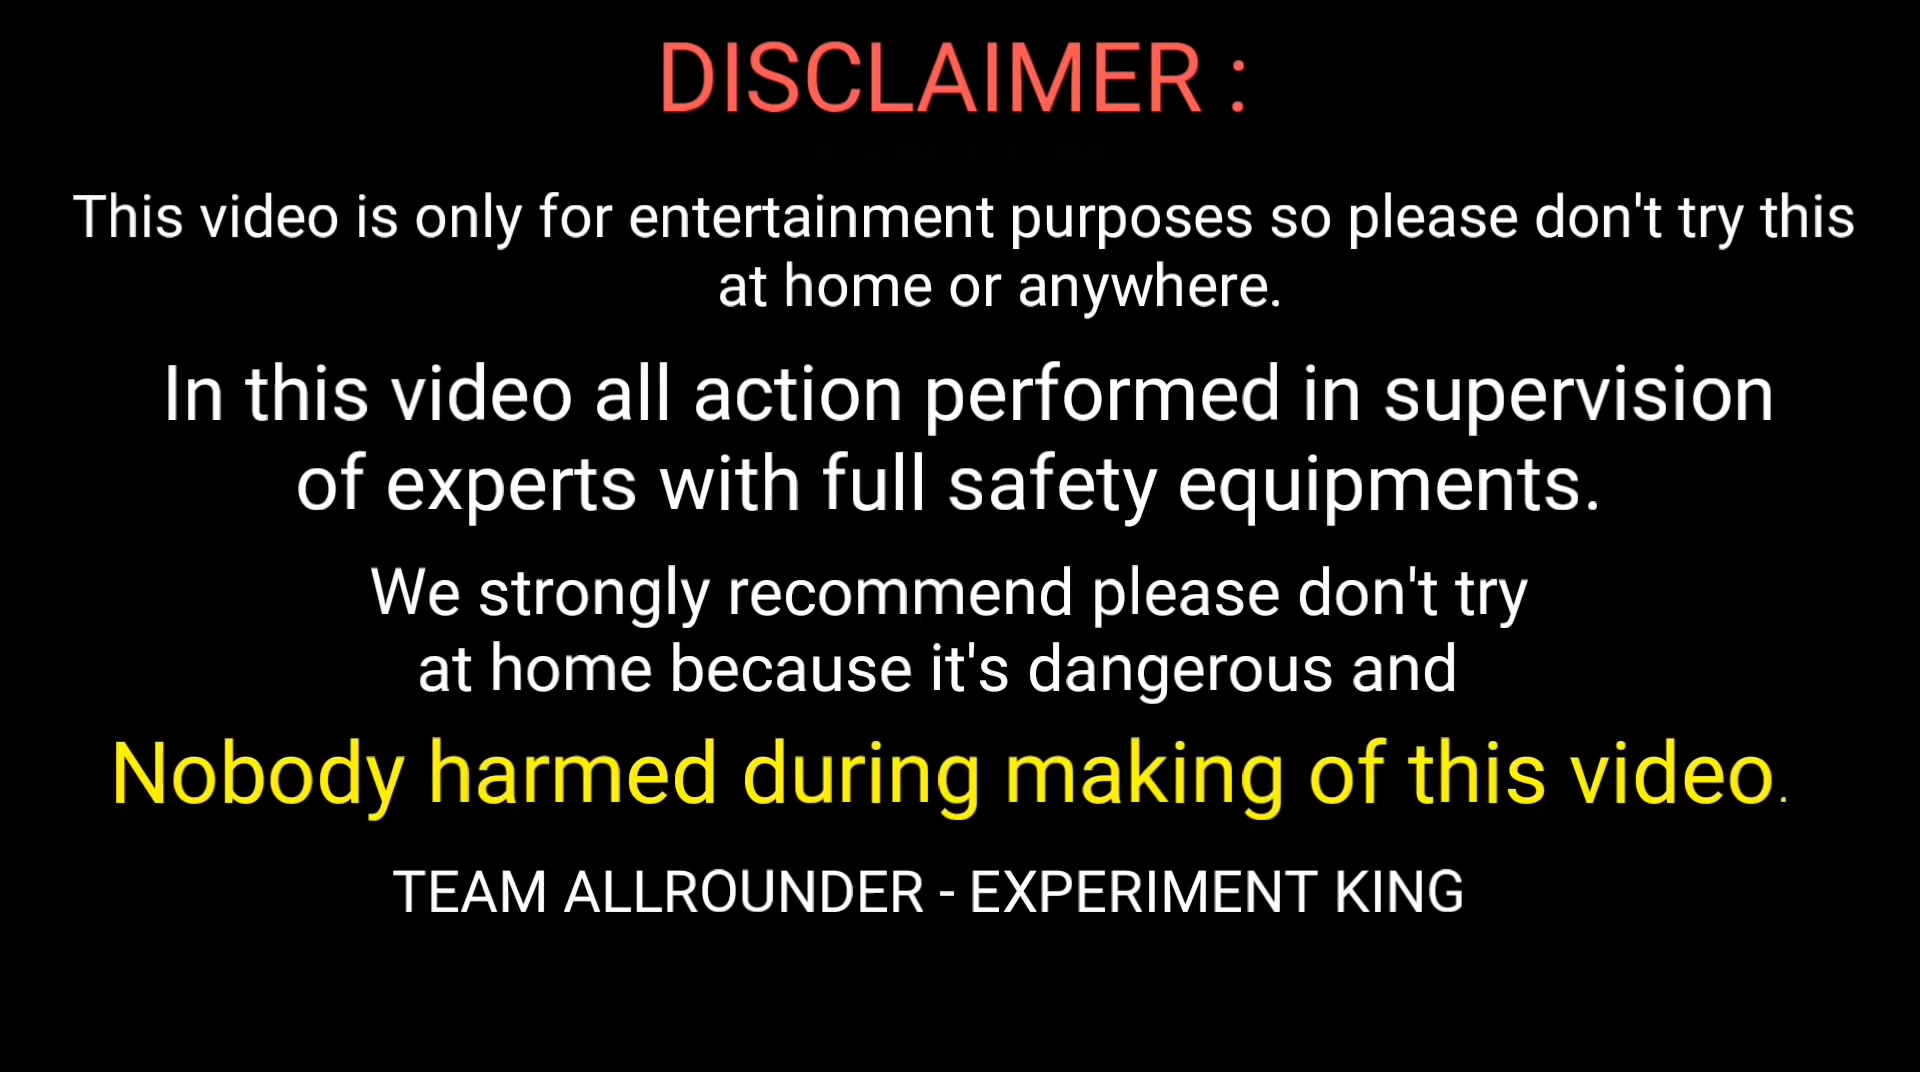 DISCLAIMER :
This video is only for entertainment purposes so please don't try this
at home or anywhere.
In this video all action performed in supervision
of experts with full safety equipments.
We strongly recommend please don't try
at home because it's dangerous and
Nobody harmed during making of this video.
TEAM ALLROUNDER - EXPERIMENT KING